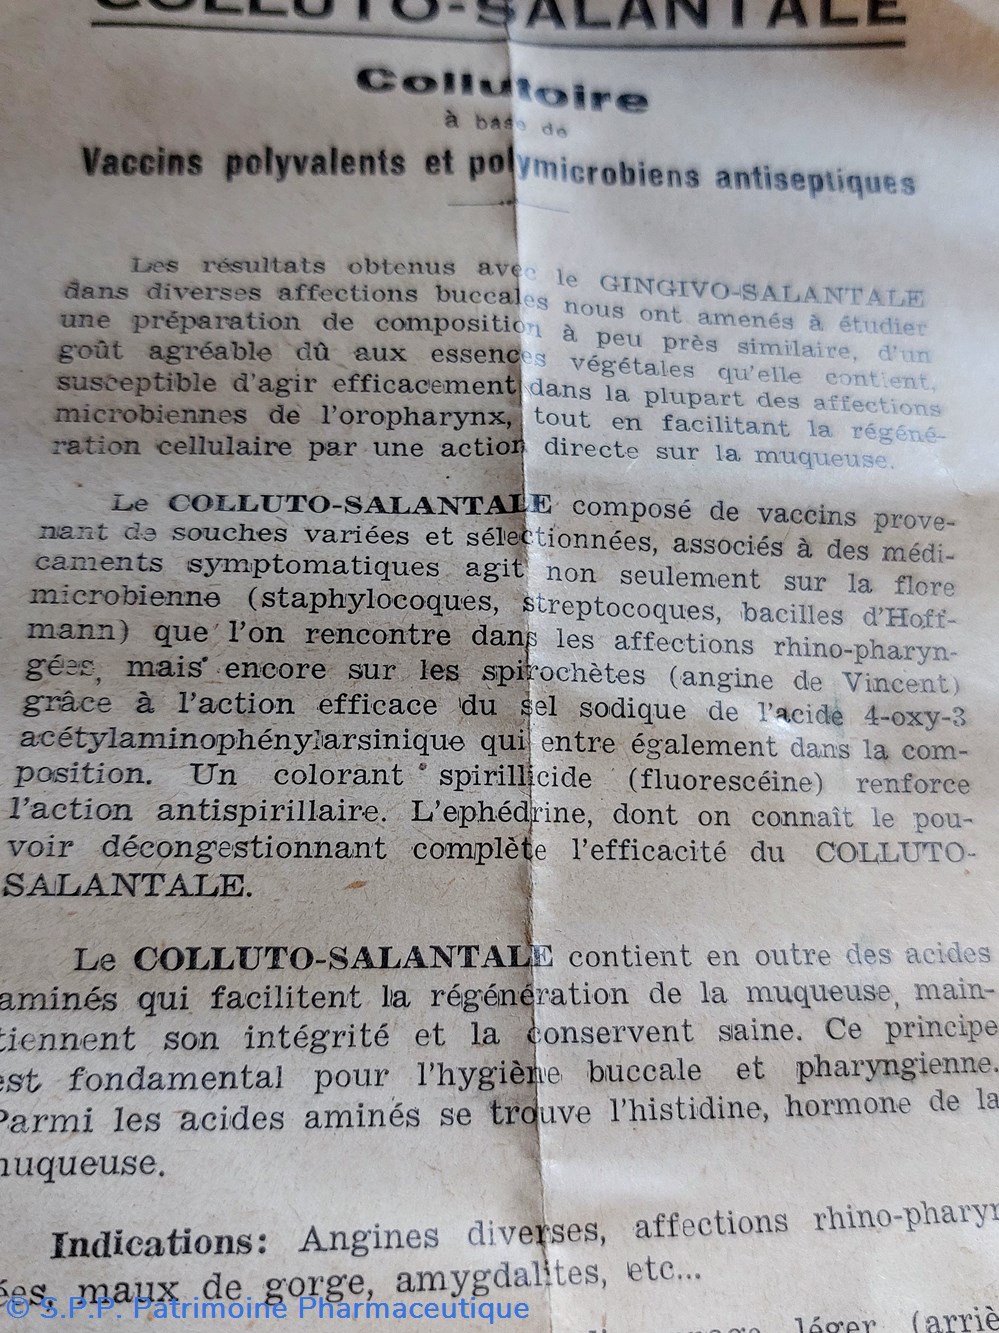 COLLUTO-SALANTALE
Collutoire
à base de
Vaccins polyvalents et polymicrobiens antiseptiques
Les résultats obtenus avec le GINGIVO-SALANTALE
dans diverses affections buccales nous ont amenés à étudier
une préparation de composition à peu près similaire, d'un
goût agréable dû aux essences végétales qu'elle contient,
susceptible d'agir efficacement dans la plupart des affections
microbiennes de l'oropharynx, tout en facilitant la régéné-
ration cellulaire par une action directe sur la muqueuse.
Le COLLUTO-SALANTALE composé de vaccins prove-
nant de souches variées et sélectionnées, associés à des médi-
caments symptomatiques agit non seulement sur la flore
microbienne (staphylocoques, streptocoques, bacilles d'Hoff-
mann) que l'on rencontre dans les affections rhino-pharyn-
gées, mais encore sur les spirochètes (angine de Vincent)
grâce à l'action efficace du sel sodique de l'acide 4-oxy-3
acétylaminophénylarsinique qui entre également dans la com-
position. Un colorant spirillicide (fluorescéine) renforce
l'action antispirillaire. L'ephédrine, dont on connaît le pou-
voir décongestionnant complète l'efficacité du COLLUTO-
SALANTALE.
Le COLLUTO-SALANTALE contient en outre des acides
aminés qui facilitent la régénération de la muqueuse, main-
tiennent son intégrité et la conservent saine. Ce principe
est fondamental pour l'hygiène buccale et pharyngienne.
Parmi les acides aminés se trouve l'histidine, hormone de la
muqueuse.
Indications: Angines diverses, affections rhino-pharyn
ées, maux de gorge, amygdalites, etc...
léger (arriè
© S.P.P. Patrimoine Pharmaceutique